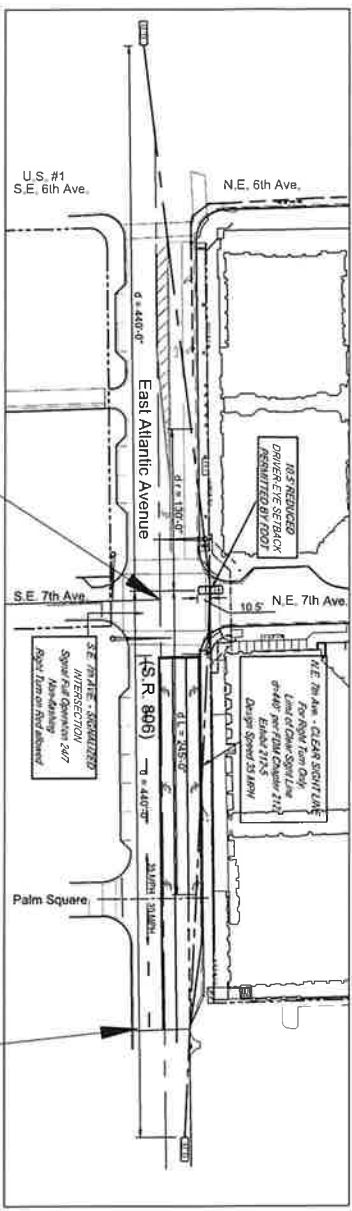 U.S. #1
S.E. 6th Ave.
N.E. 6th Ave.
d = 440'-0"
East Atlantic Avenue
d r = 130'-0"
10.5' REDUCED
DRIVER-EYE SETBACK
PERMITTED BY FDOT
S.E. 7th Ave.
N.E. 7th Ave.
10.5'
(S.R. 806)
S.E. 7th AVE - SIGNALIZED
INTERSECTION
Signal Full Operation 24/7
Non-flashing
Right Turn on Red allowed
N.E. 7th Ave - CLEAR SIGHT LINE
For Right Turn Only
Limit of Clear Sight Line
d=440' per FDM Chapter 212
Exhibit 212-5
Design Speed 35 MPH
d L = 245'-0"
d = 440'-0"
35 MPH
30 MPH
Palm Square